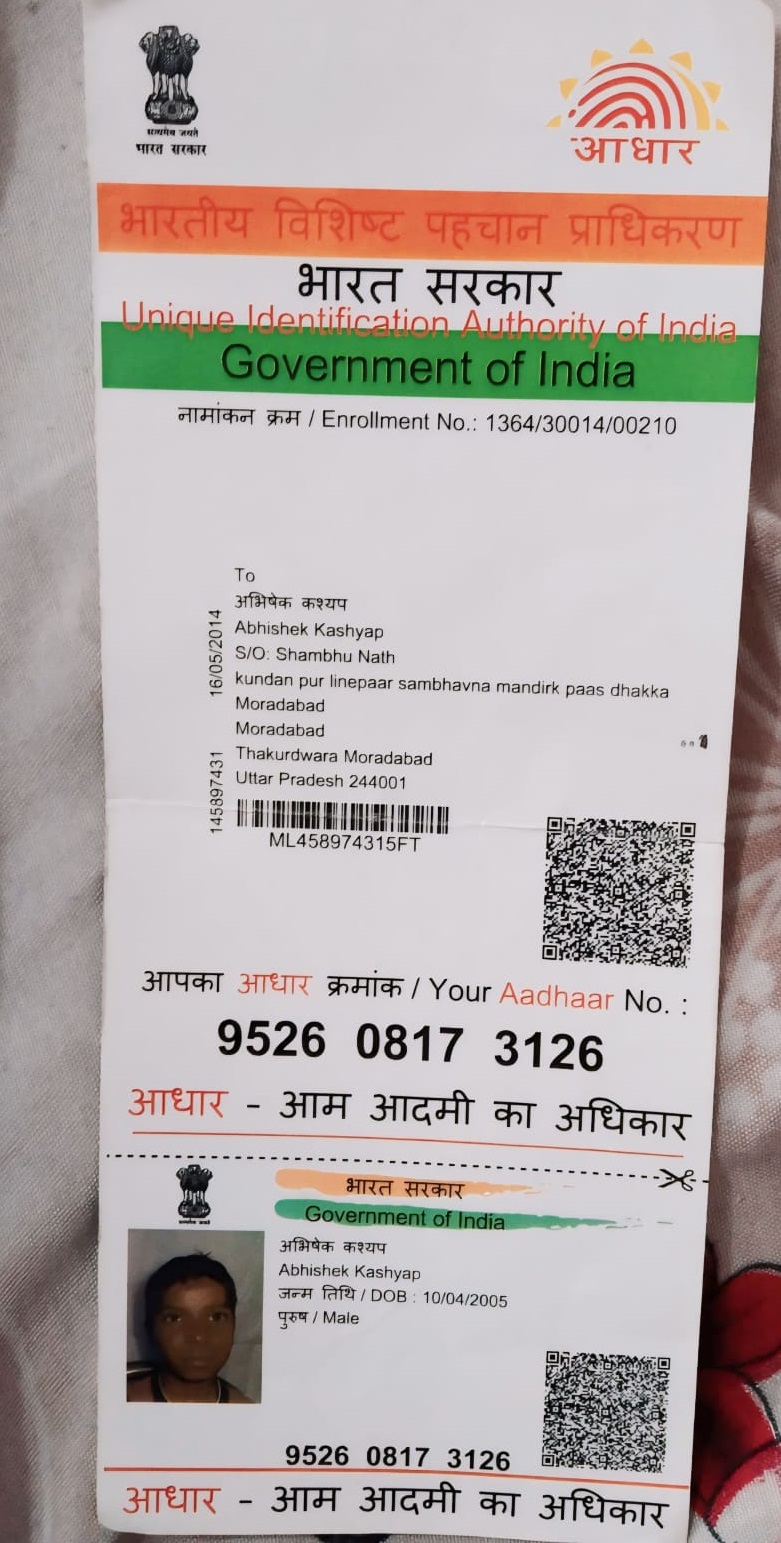 सत्यमेव जयते
भारत सरकार
आधार
भारतीय विशिष्ट पहचान प्राधिकरण
भारत सरकार
Unique Identification Authority of India
Government of India
नामांकन क्रम / Enrollment No.: 1364/30014/00210
To
अभिषेक कश्यप
Abhishek Kashyap
S/O: Shambhu Nath
kundan pur linepaar sambhavna mandirk paas dhakka
Moradabad
Moradabad
Thakurdwara Moradabad
Uttar Pradesh 244001
16/05/2014
145897431
ML458974315FT
आपका आधार क्रमांक / Your Aadhaar No. :
9526 0817 3126
आधार - आम आदमी का अधिकार
भारत सरकार
Government of India
अभिषेक कश्यप
Abhishek Kashyap
जन्म तिथि / DOB : 10/04/2005
पुरुष / Male
9526 0817 3126
आधार - आम आदमी का अधिकार